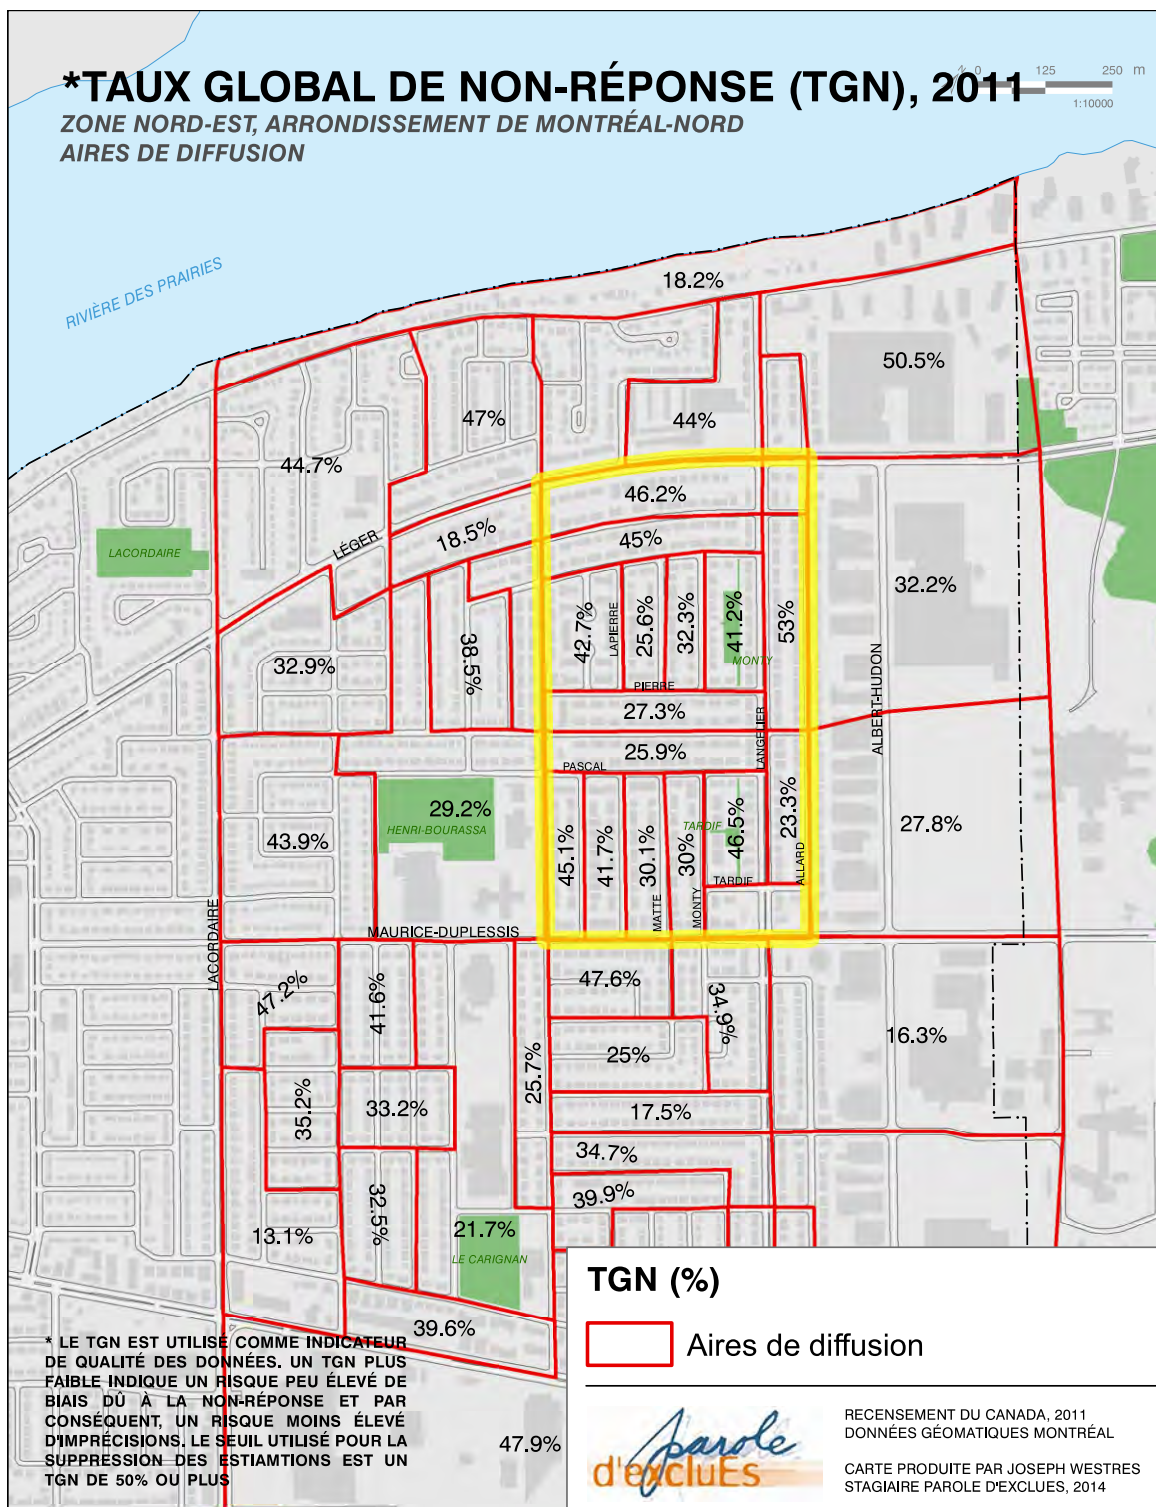 *TAUX GLOBAL DE NON-RÉPONSE (TGN), 2011
ZONE NORD-EST, ARRONDISSEMENT DE MONTRÉAL-NORD
AIRES DE DIFFUSION
N 0 125 250 m
1:10000
RIVIÈRE DES PRAIRIES
18.2%
50.5%
47%
44%
44.7%
46.2%
LÉGER
18.5%
45%
LACORDAIRE
32.2%
42.7%
LAPIERRE
25.6%
32.3%
41.2%
MONTY
53%
38.5%
32.9%
PIERRE
27.3%
LANGELIER
ALBERT-HUDON
25.9%
PASCAL
29.2%
HENRI-BOURASSA
43.9%
45.1%
41.7%
30.1%
MATTE
30%
MONTY
TARDIF
46.5%
TARDIF
23.3%
ALLARD
27.8%
LACORDAIRE
MAURICE-DUPLESSIS
47.2%
41.6%
47.6%
34.9%
16.3%
25.7%
25%
35.2%
33.2%
17.5%
34.7%
39.9%
32.5%
13.1%
21.7%
LE CARIGNAN
39.6%
47.9%
* LE TGN EST UTILISÉ COMME INDICATEUR
DE QUALITÉ DES DONNÉES. UN TGN PLUS
FAIBLE INDIQUE UN RISQUE PEU ÉLEVÉ DE
BIAIS DÛ À LA NON-RÉPONSE ET PAR
CONSÉQUENT, UN RISQUE MOINS ÉLEVÉ
D'IMPRÉCISIONS. LE SEUIL UTILISÉ POUR LA
SUPPRESSION DES ESTIAMTIONS EST UN
TGN DE 50% OU PLUS
TGN (%)
Aires de diffusion
parole
d'excluEs
RECENSEMENT DU CANADA, 2011
DONNÉES GÉOMATIQUES MONTRÉAL
CARTE PRODUITE PAR JOSEPH WESTRES
STAGIAIRE PAROLE D'EXCLUES, 2014